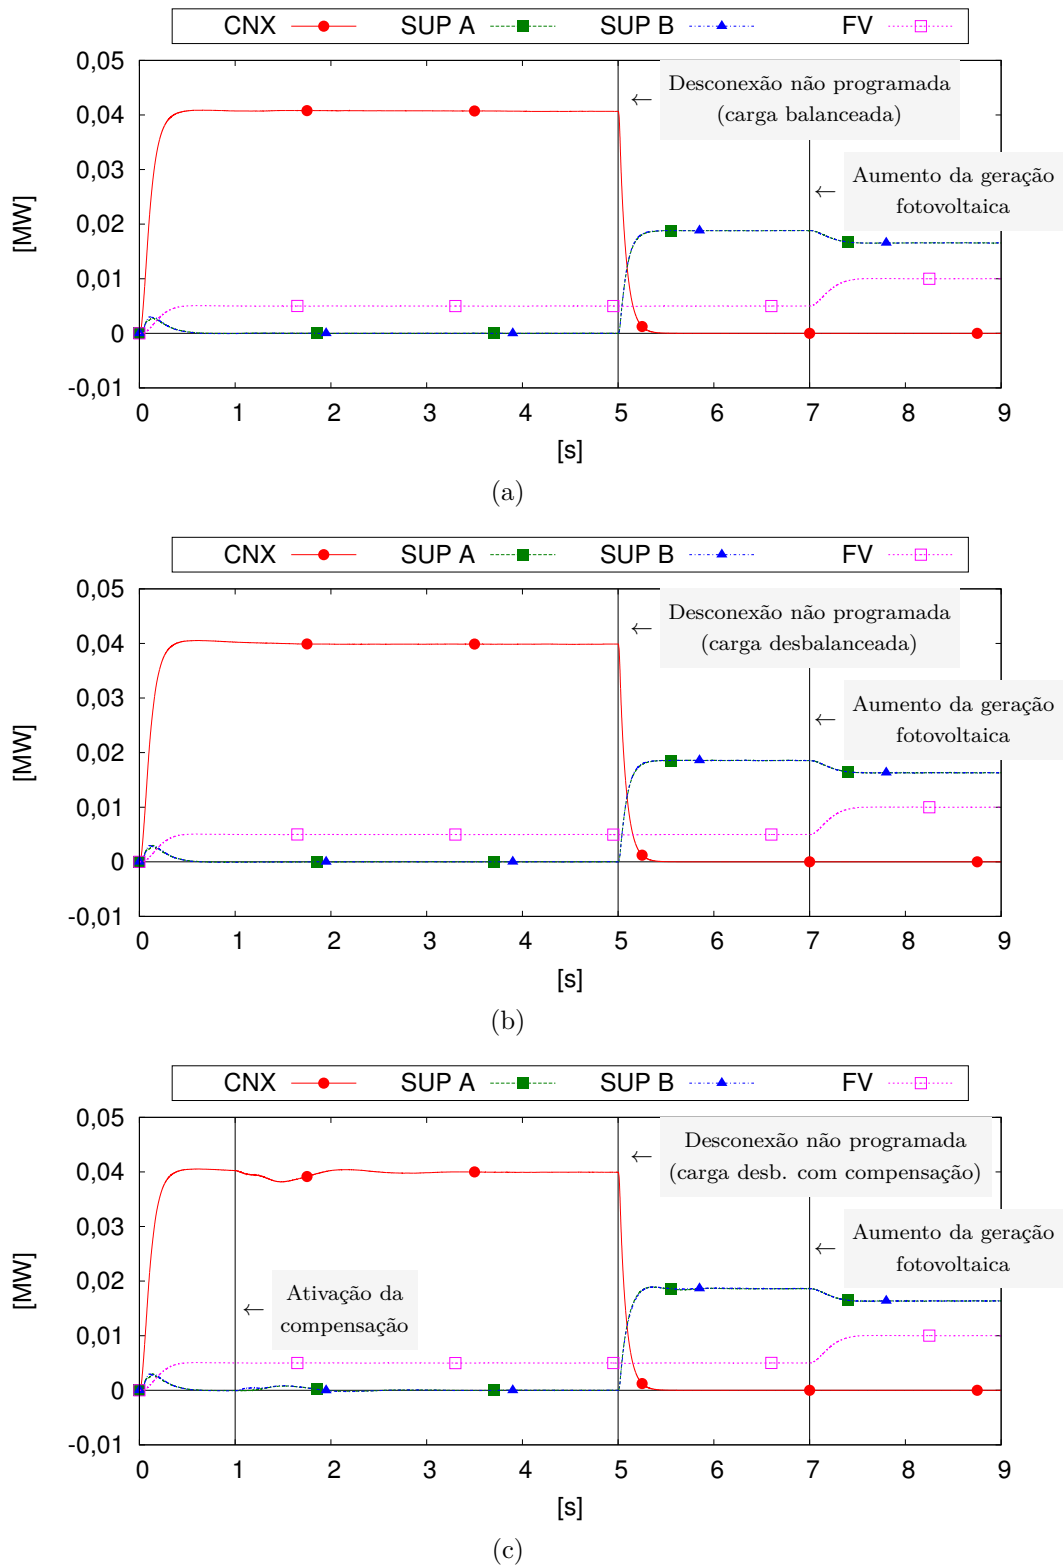 CNX SUP A SUP B FV
0,05
0,04
0,03
0,02
0,01
0
-0,01
[MW]
Desconexão não programada
← (carga balanceada)
Aumento da geração
← fotovoltaica
0 1 2 3 4 5 6 7 8 9
[s]
(a)
CNX SUP A SUP B FV
0,05
0,04
0,03
0,02
0,01
0
-0,01
[MW]
Desconexão não programada
← (carga desbalanceada)
Aumento da geração
← fotovoltaica
0 1 2 3 4 5 6 7 8 9
[s]
(b)
CNX SUP A SUP B FV
0,05
0,04
0,03
0,02
0,01
0
-0,01
[MW]
Desconexão não programada
← (carga desb. com compensação)
Aumento da geração
← fotovoltaica
Ativação da
← compensação
0 1 2 3 4 5 6 7 8 9
[s]
(c)